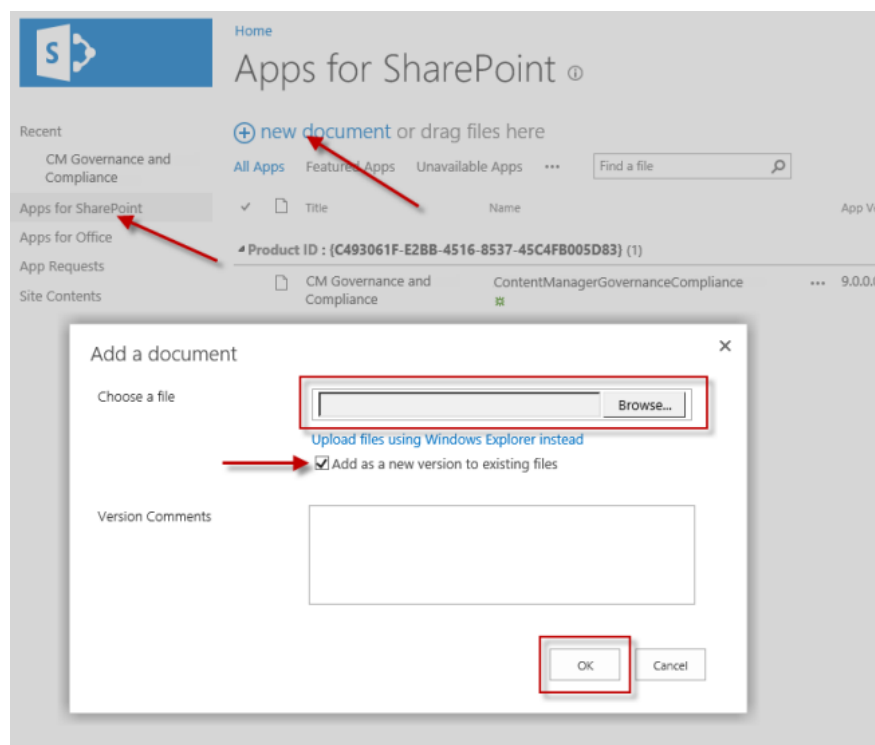 S
Home
Apps for SharePoint
Recent
CM Governance and
Compliance
Apps for SharePoint
Apps for Office
App Requests
Site Contents
new document or drag files here
All Apps Featured Apps Unavailable Apps ••• Find a file
Title Name App Ve
Product ID : {C493061F-E2BB-4516-8537-45C4FB005D83} (1)
CM Governance and
Compliance
ContentManagerGovernanceCompliance ••• 9.0.0.
Add a document
Choose a file
Browse...
Upload files using Windows Explorer instead
Add as a new version to existing files
Version Comments
OK Cancel